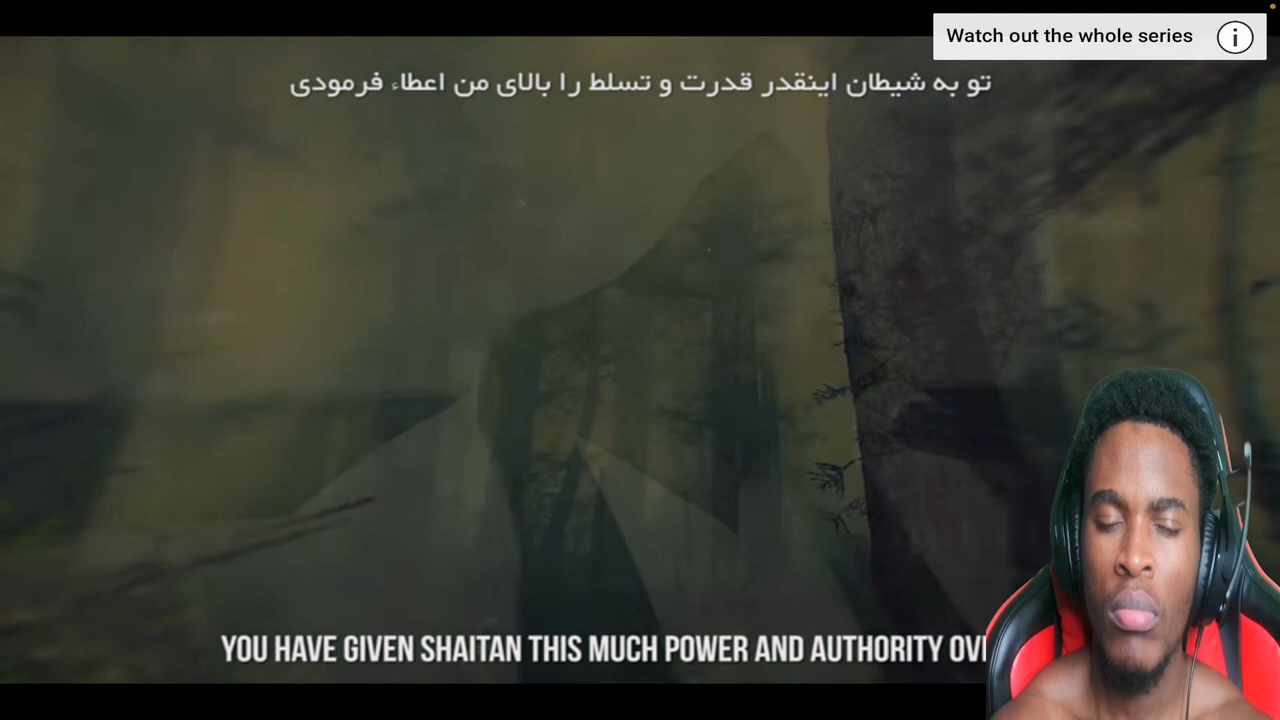 Watch out the whole series
تو به شیطان اینقدر قدرت و تسلط را بالای من اعطاء فرمودی
YOU HAVE GIVEN SHAITAN THIS MUCH POWER AND AUTHORITY